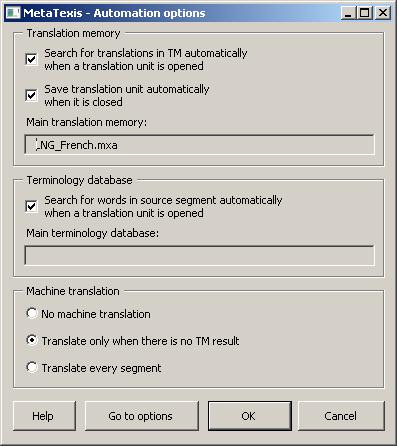 MetaTexis - Automation options
Translation memory
Search for translations in TM automatically
when a translation unit is opened
Save translation unit automatically
when it is closed
Main translation memory:
.NG_French.mxa
Terminology database
Search for words in source segment automatically
when a translation unit is opened
Main terminology database:
Machine translation
No machine translation
Translate only when there is no TM result
Translate every segment
Help
Go to options
OK
Cancel